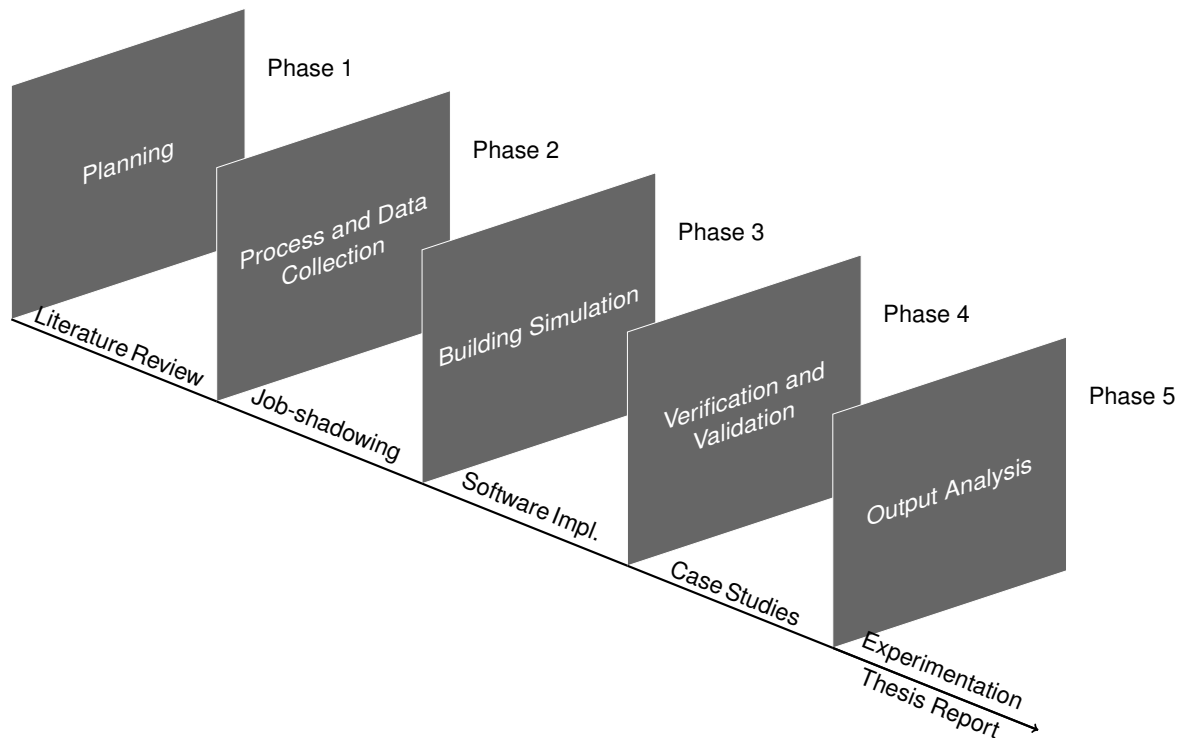 Phase 1
Planning
Literature Review
Phase 2
Process and Data
Collection
Job-shadowing
Phase 3
Building Simulation
Software Impl.
Phase 4
Verification and
Validation
Case Studies
Phase 5
Output Analysis
Experimentation
Thesis Report